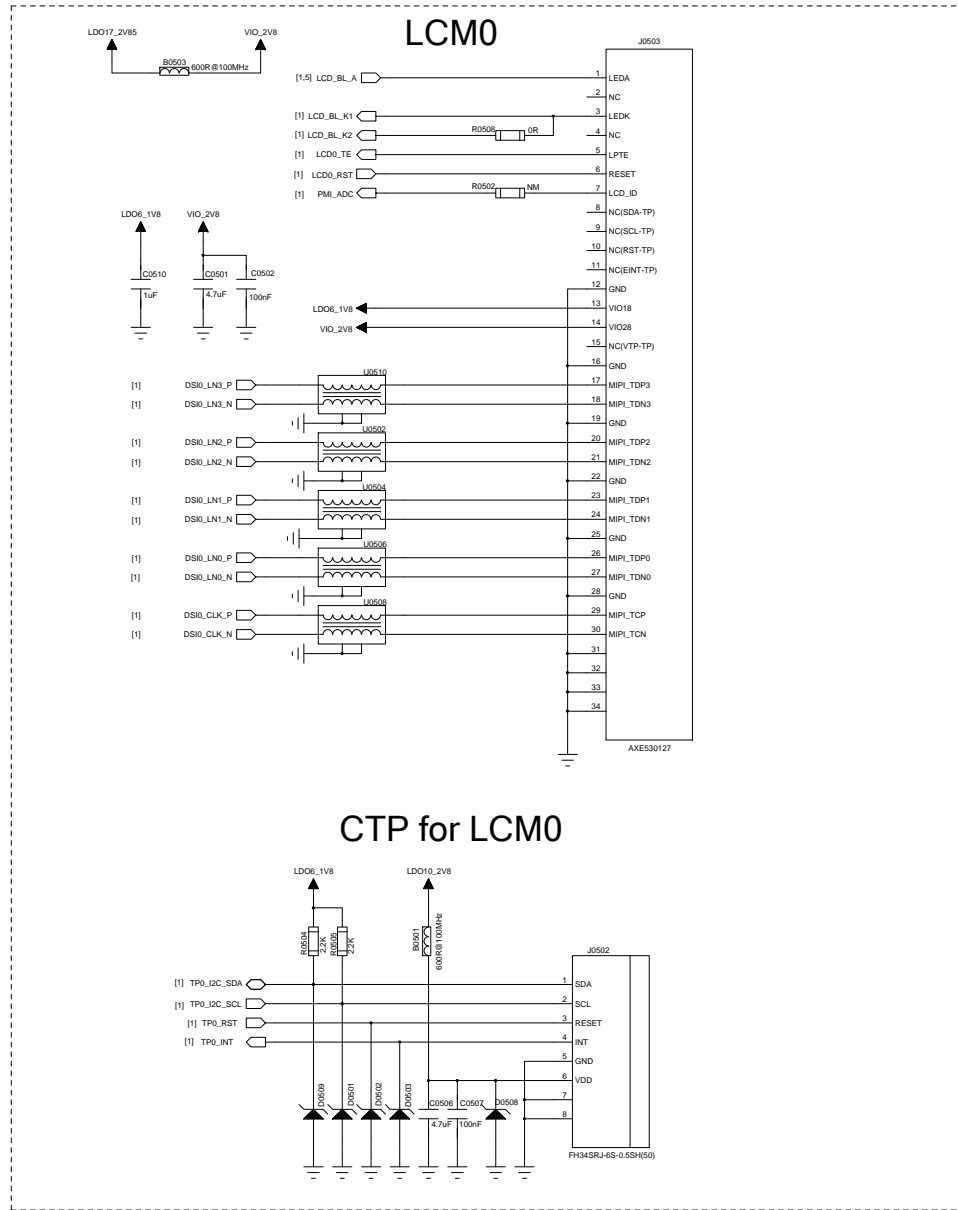 LCM0
LDO17_2V85
VIO_2V8
B0503
600R@100MHz
J0503
[1,5] LCD_BL_A
1 LEDA
2 NC
[1] LCD_BL_K1
3 LEDK
[1] LCD_BL_K2
R0508 0R
4 NC
[1] LCD0_TE
5 LPTE
[1] LCD0_RST
6 RESET
[1] PMI_ADC
R0502 NM
7 LCD_ID
8 NC(SDA-TP)
9 NC(SCL-TP)
10 NC(RST-TP)
11 NC(EINT-TP)
12 GND
LDO6_1V8
VIO_2V8
C0510
1uF
C0501
4.7uF
C0502
100nF
LDO6_1V8
13 VIO18
VIO_2V8
14 VIO28
15 NC(VTP-TP)
16 GND
U0510
[1] DSI0_LN3_P
17 MIPI_TDP3
[1] DSI0_LN3_N
18 MIPI_TDN3
19 GND
U0502
[1] DSI0_LN2_P
20 MIPI_TDP2
[1] DSI0_LN2_N
21 MIPI_TDN2
22 GND
U0504
[1] DSI0_LN1_P
23 MIPI_TDP1
[1] DSI0_LN1_N
24 MIPI_TDN1
25 GND
U0506
[1] DSI0_LN0_P
26 MIPI_TDP0
[1] DSI0_LN0_N
27 MIPI_TDN0
28 GND
U0508
[1] DSI0_CLK_P
29 MIPI_TCP
[1] DSI0_CLK_N
30 MIPI_TCN
31
32
33
34
AXE530127
CTP for LCM0
LDO6_1V8
LDO10_2V8
R0504
2.2K
R0505
2.2K
B0501
600R@100MHz
J0502
[1] TP0_I2C_SDA
1 SDA
[1] TP0_I2C_SCL
2 SCL
[1] TP0_RST
3 RESET
[1] TP0_INT
4 INT
5 GND
6 VDD
7
8
D0509
D0501
D0502
D0503
C0506
4.7uF
C0507
100nF
D0508
FH34SRJ-6S-0.5SH(50)